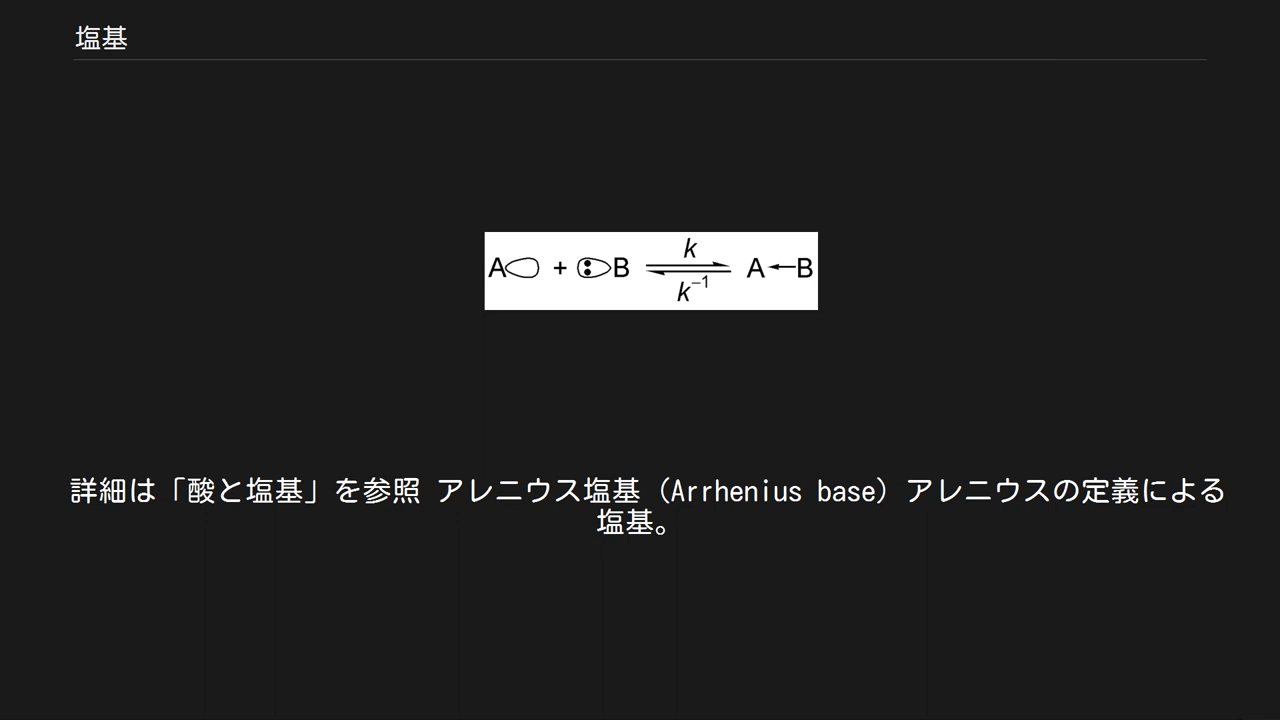 塩基
k
A + B A←B
k⁻¹
詳細は「酸と塩基」を参照 アレニウス塩基（Arrhenius base）アレニウスの定義による
塩基。